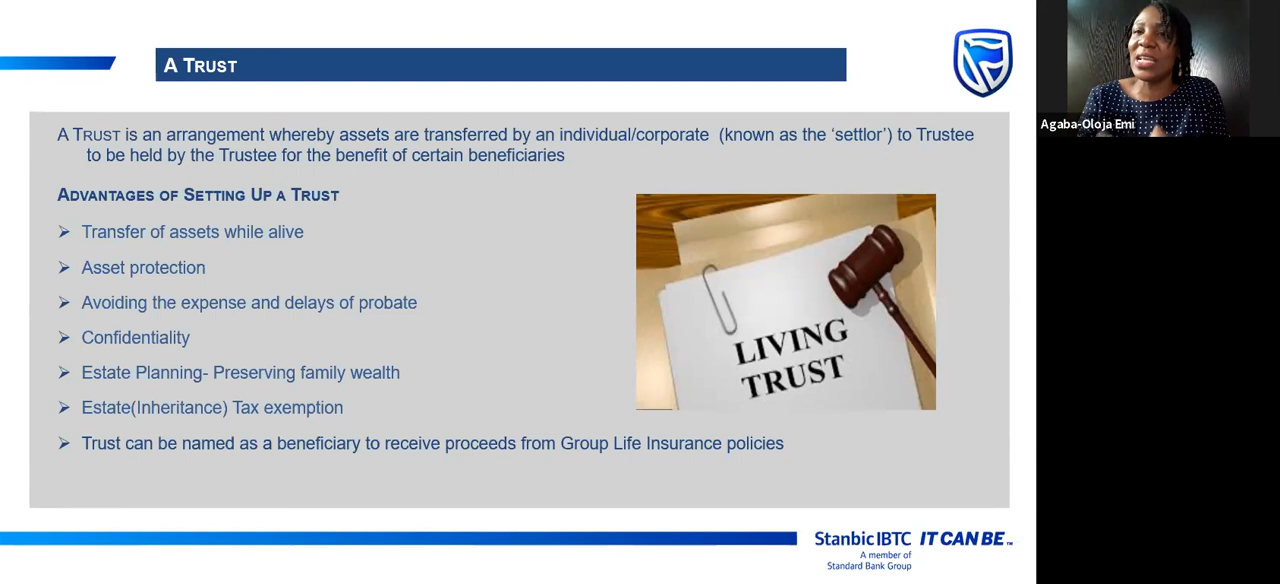 A TRUST
Agaba-Oloja Emi
A TRUST is an arrangement whereby assets are transferred by an individual/corporate (known as the ‘settlor’) to Trustee
to be held by the Trustee for the benefit of certain beneficiaries
ADVANTAGES OF SETTING UP A TRUST
➢ Transfer of assets while alive
➢ Asset protection
➢ Avoiding the expense and delays of probate
➢ Confidentiality
➢ Estate Planning- Preserving family wealth
➢ Estate(Inheritance) Tax exemption
➢ Trust can be named as a beneficiary to receive proceeds from Group Life Insurance policies
LIVING
TRUST
Stanbic IBTC IT CAN BE™
A member of
Standard Bank Group